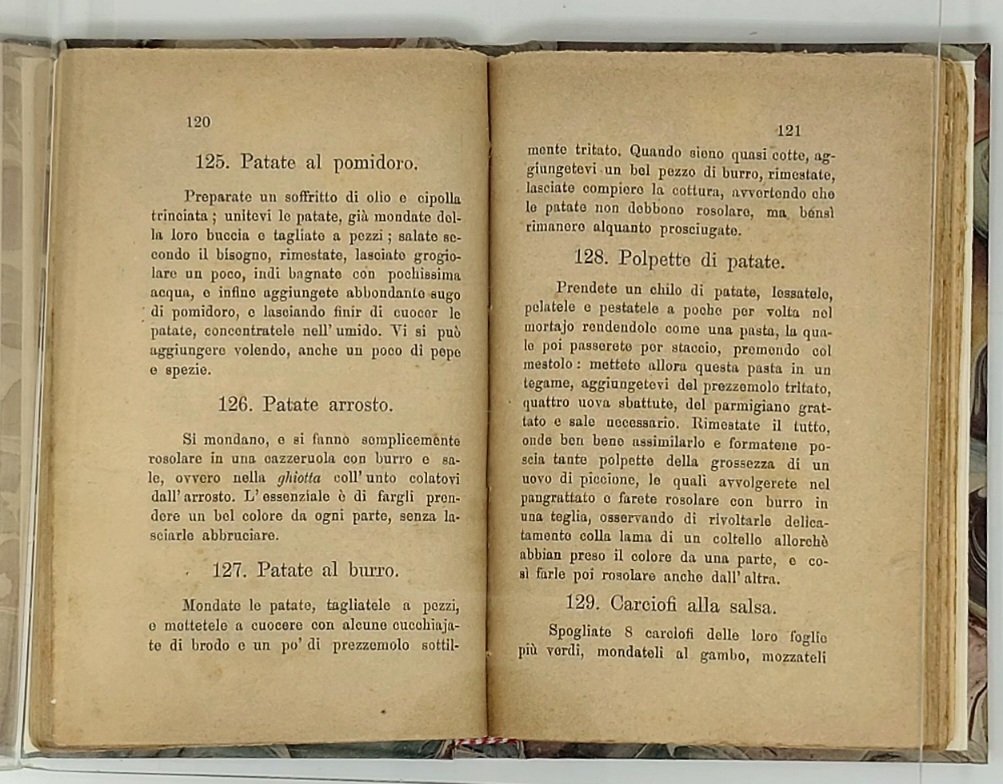 120
125. Patate al pomidoro.
Preparate un soffritto di olio e cipolla
trinciata ; unitevi le patate, già mondate del-
la loro buccia e tagliate a pezzi ; salate se-
condo il bisogno, rimestate, lasciate grogio-
lare un poco, indi bagnate con pochissima
acqua, e infine aggiungete abbondante sugo
di pomidoro, e lasciando finir di cuocer le
patate, concentratele nell' umido. Vi si può
aggiungere volendo, anche un poco di pepe
e spezie.
126. Patate arrosto.
Si mondano, e si fanno semplicemente
rosolare in una cazzeruola con burro e sa-
le, ovvero nella ghiotta coll' unto colatovi
dall' arrosto. L' essenziale è di fargli pren-
dere un bel colore da ogni parte, senza la-
sciarle abbruciare.
127. Patate al burro.
Mondate le patate, tagliatele a pezzi,
e mettetele a cuocere con alcune cucchiaja-
te di brodo e un po' di prezzemolo sottil-
121
mente tritato. Quando sieno quasi cotte, ag-
giungetevi un bel pezzo di burro, rimestate,
lasciate compiere la cottura, avvertendo che
le patate non debbono rosolare, ma bensì
rimanere alquanto prosciugate.
128. Polpette di patate.
Prendete un chilo di patate, lessatele,
pelatele e pestatele a poche per volta nel
mortajo rendendole come una pasta, la qua-
le poi passerete per staccio, premendo col
mestolo : mettete allora questa pasta in un
tegame, aggiungetevi del prezzemolo tritato,
quattro uova sbattute, del parmigiano grat-
tato e sale necessario. Rimestate il tutto,
onde ben bene assimilarlo e formatene po-
scia tante polpette della grossezza di un
uovo di piccione, le quali avvolgerete nel
pangrattato e farete rosolare con burro in
una teglia, osservando di rivoltarle delica-
tamente colla lama di un coltello allorchè
abbian preso il colore da una parte, e co-
sì farle poi rosolare anche dall' altra.
129. Carciofi alla salsa.
Spogliate 8 carciofi delle loro foglie
più verdi, mondateli al gambo, mozzateli